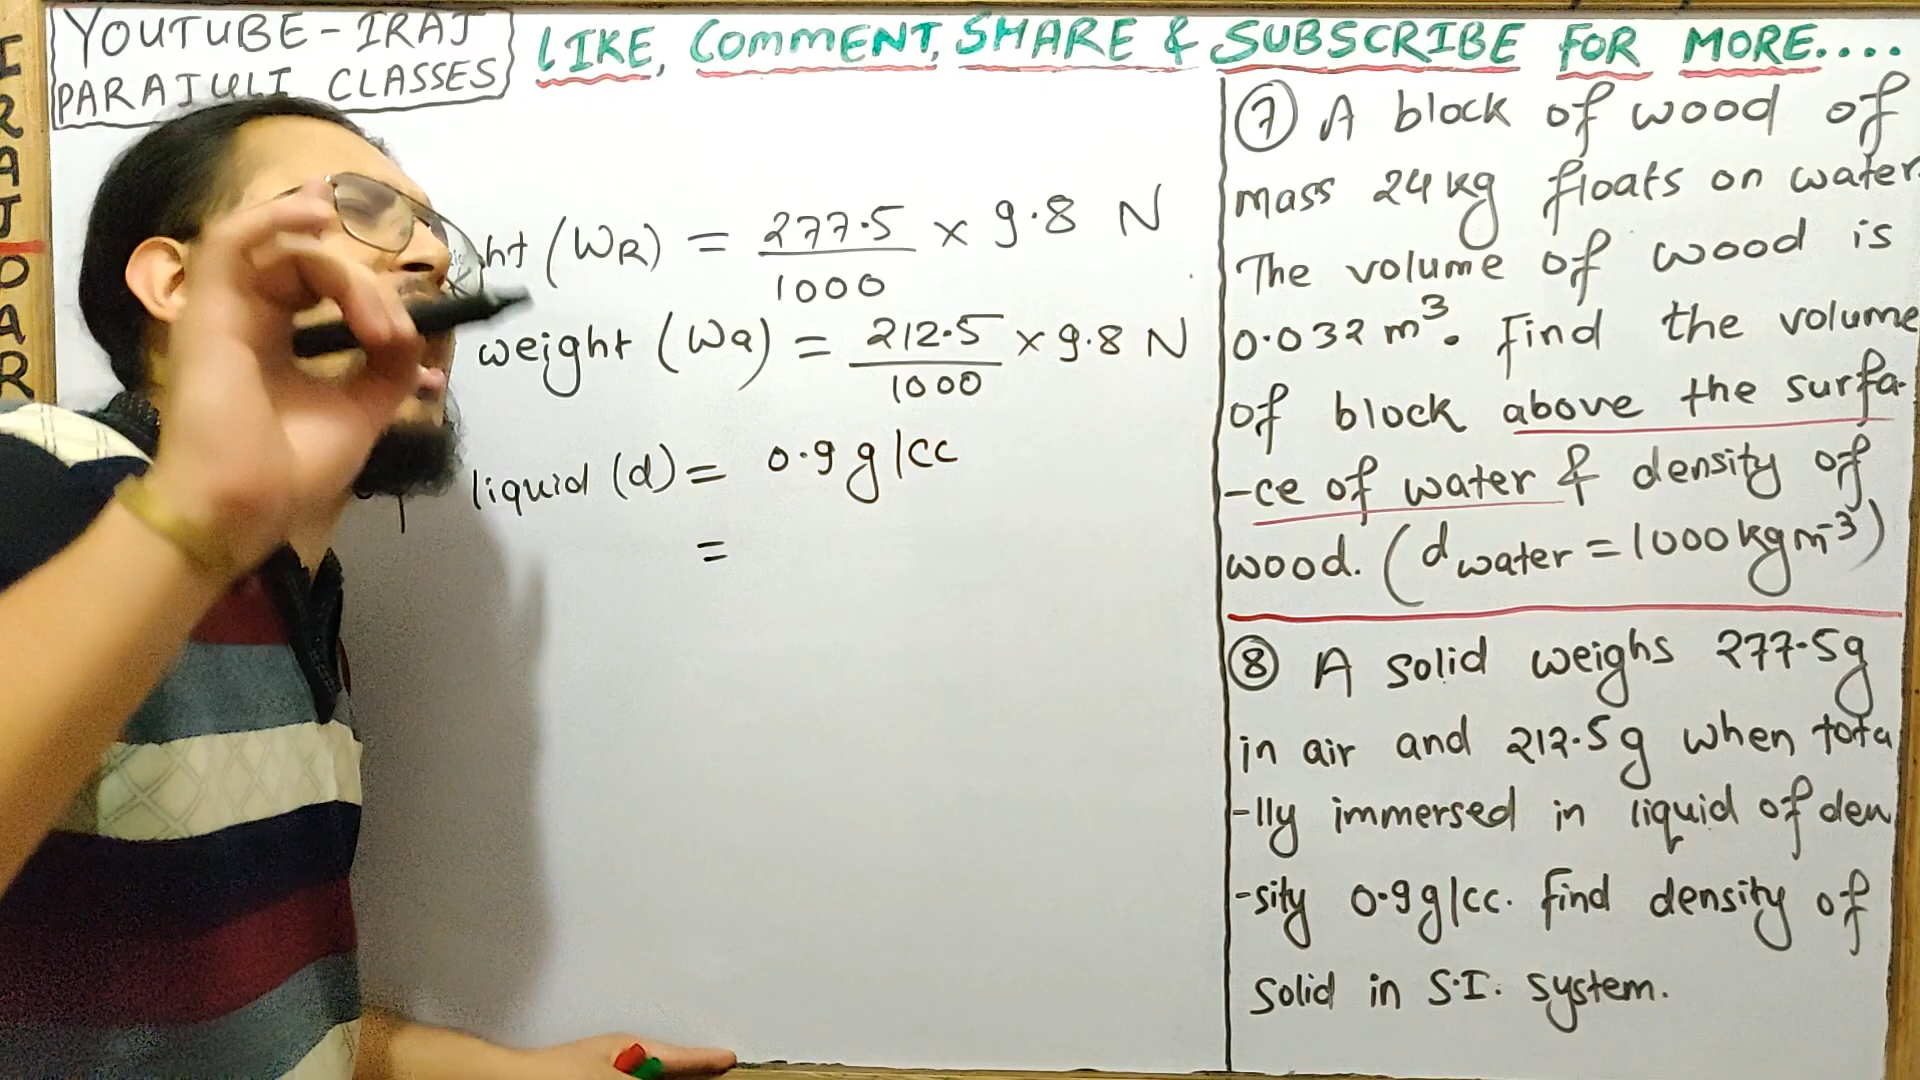 YOUTUBE-IRAJ
PARAJULI CLASSES
LIKE, COMMENT, SHARE & SUBSCRIBE FOR MORE....
IRAJ
PAR
ht (WR) = 277.5/1000 × 9.8 N
weight (Wa) = 212.5/1000 × 9.8 N
liquid (d) = 0.9 g/cc
=
⑦ A block of wood of
mass 24 kg floats on water.
The volume of wood is
0.032 m³. Find the volume
of block above the surfa-
-ce of water & density of
wood. (d water = 1000 kgm⁻³)
⑧ A solid weighs 277.5g
in air and 212.5g when tota
-lly immersed in liquid of den
-sity 0.9g/cc. find density of
solid in S.I. system.